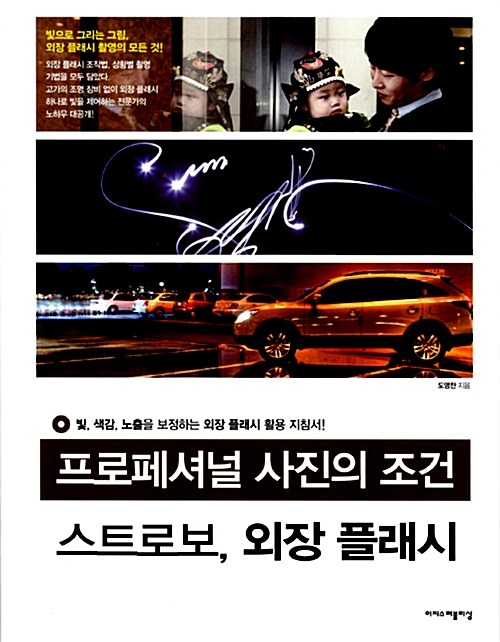 빛으로 그리는 그림,
외장 플래시 촬영의 모든 것!
외장 플래시 조작법, 상황별 촬영
기법을 모두 담았다.
고가의 조명 장비 없이 외장 플래시
하나로 빛을 제어하는 전문가의
노하우 대공개!
도영찬 지음
빛, 색감, 노출을 보정하는 외장 플래시 활용 지침서!
프로페셔널 사진의 조건
스트로보, 외장 플래시
이지스퍼블리싱